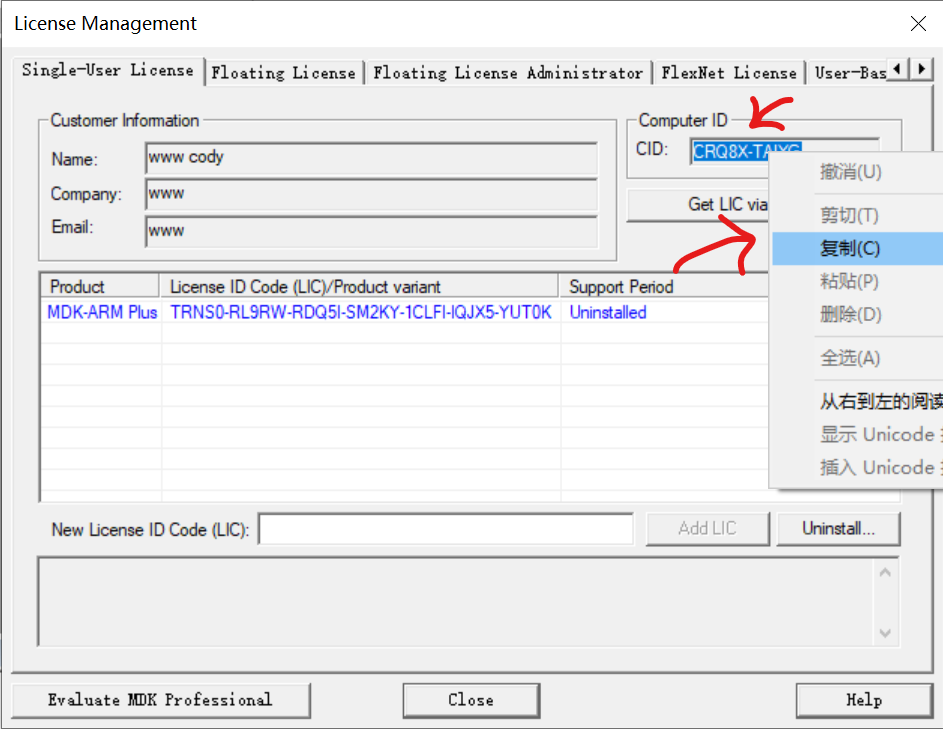 License Management
Single-User License
Floating License
Floating License Administrator
FlexNet License
User-Bas
Customer Information
Name:
www cody
Company:
www
Email:
www
Computer ID
CID:
CRQ8X-TAIXG
Get LIC via
撤消(U)
剪切(T)
复制(C)
粘贴(P)
删除(D)
全选(A)
从右到左的阅读
显示 Unicode
插入 Unicode
Product
License ID Code (LIC)/Product variant
Support Period
MDK-ARM Plus
TRNS0-RL9RW-RDQ5I-SM2KY-1CLFI-IQJX5-YUT0K
Uninstalled
New License ID Code (LIC):
Add LIC
Uninstall...
Evaluate MDK Professional
Close
Help